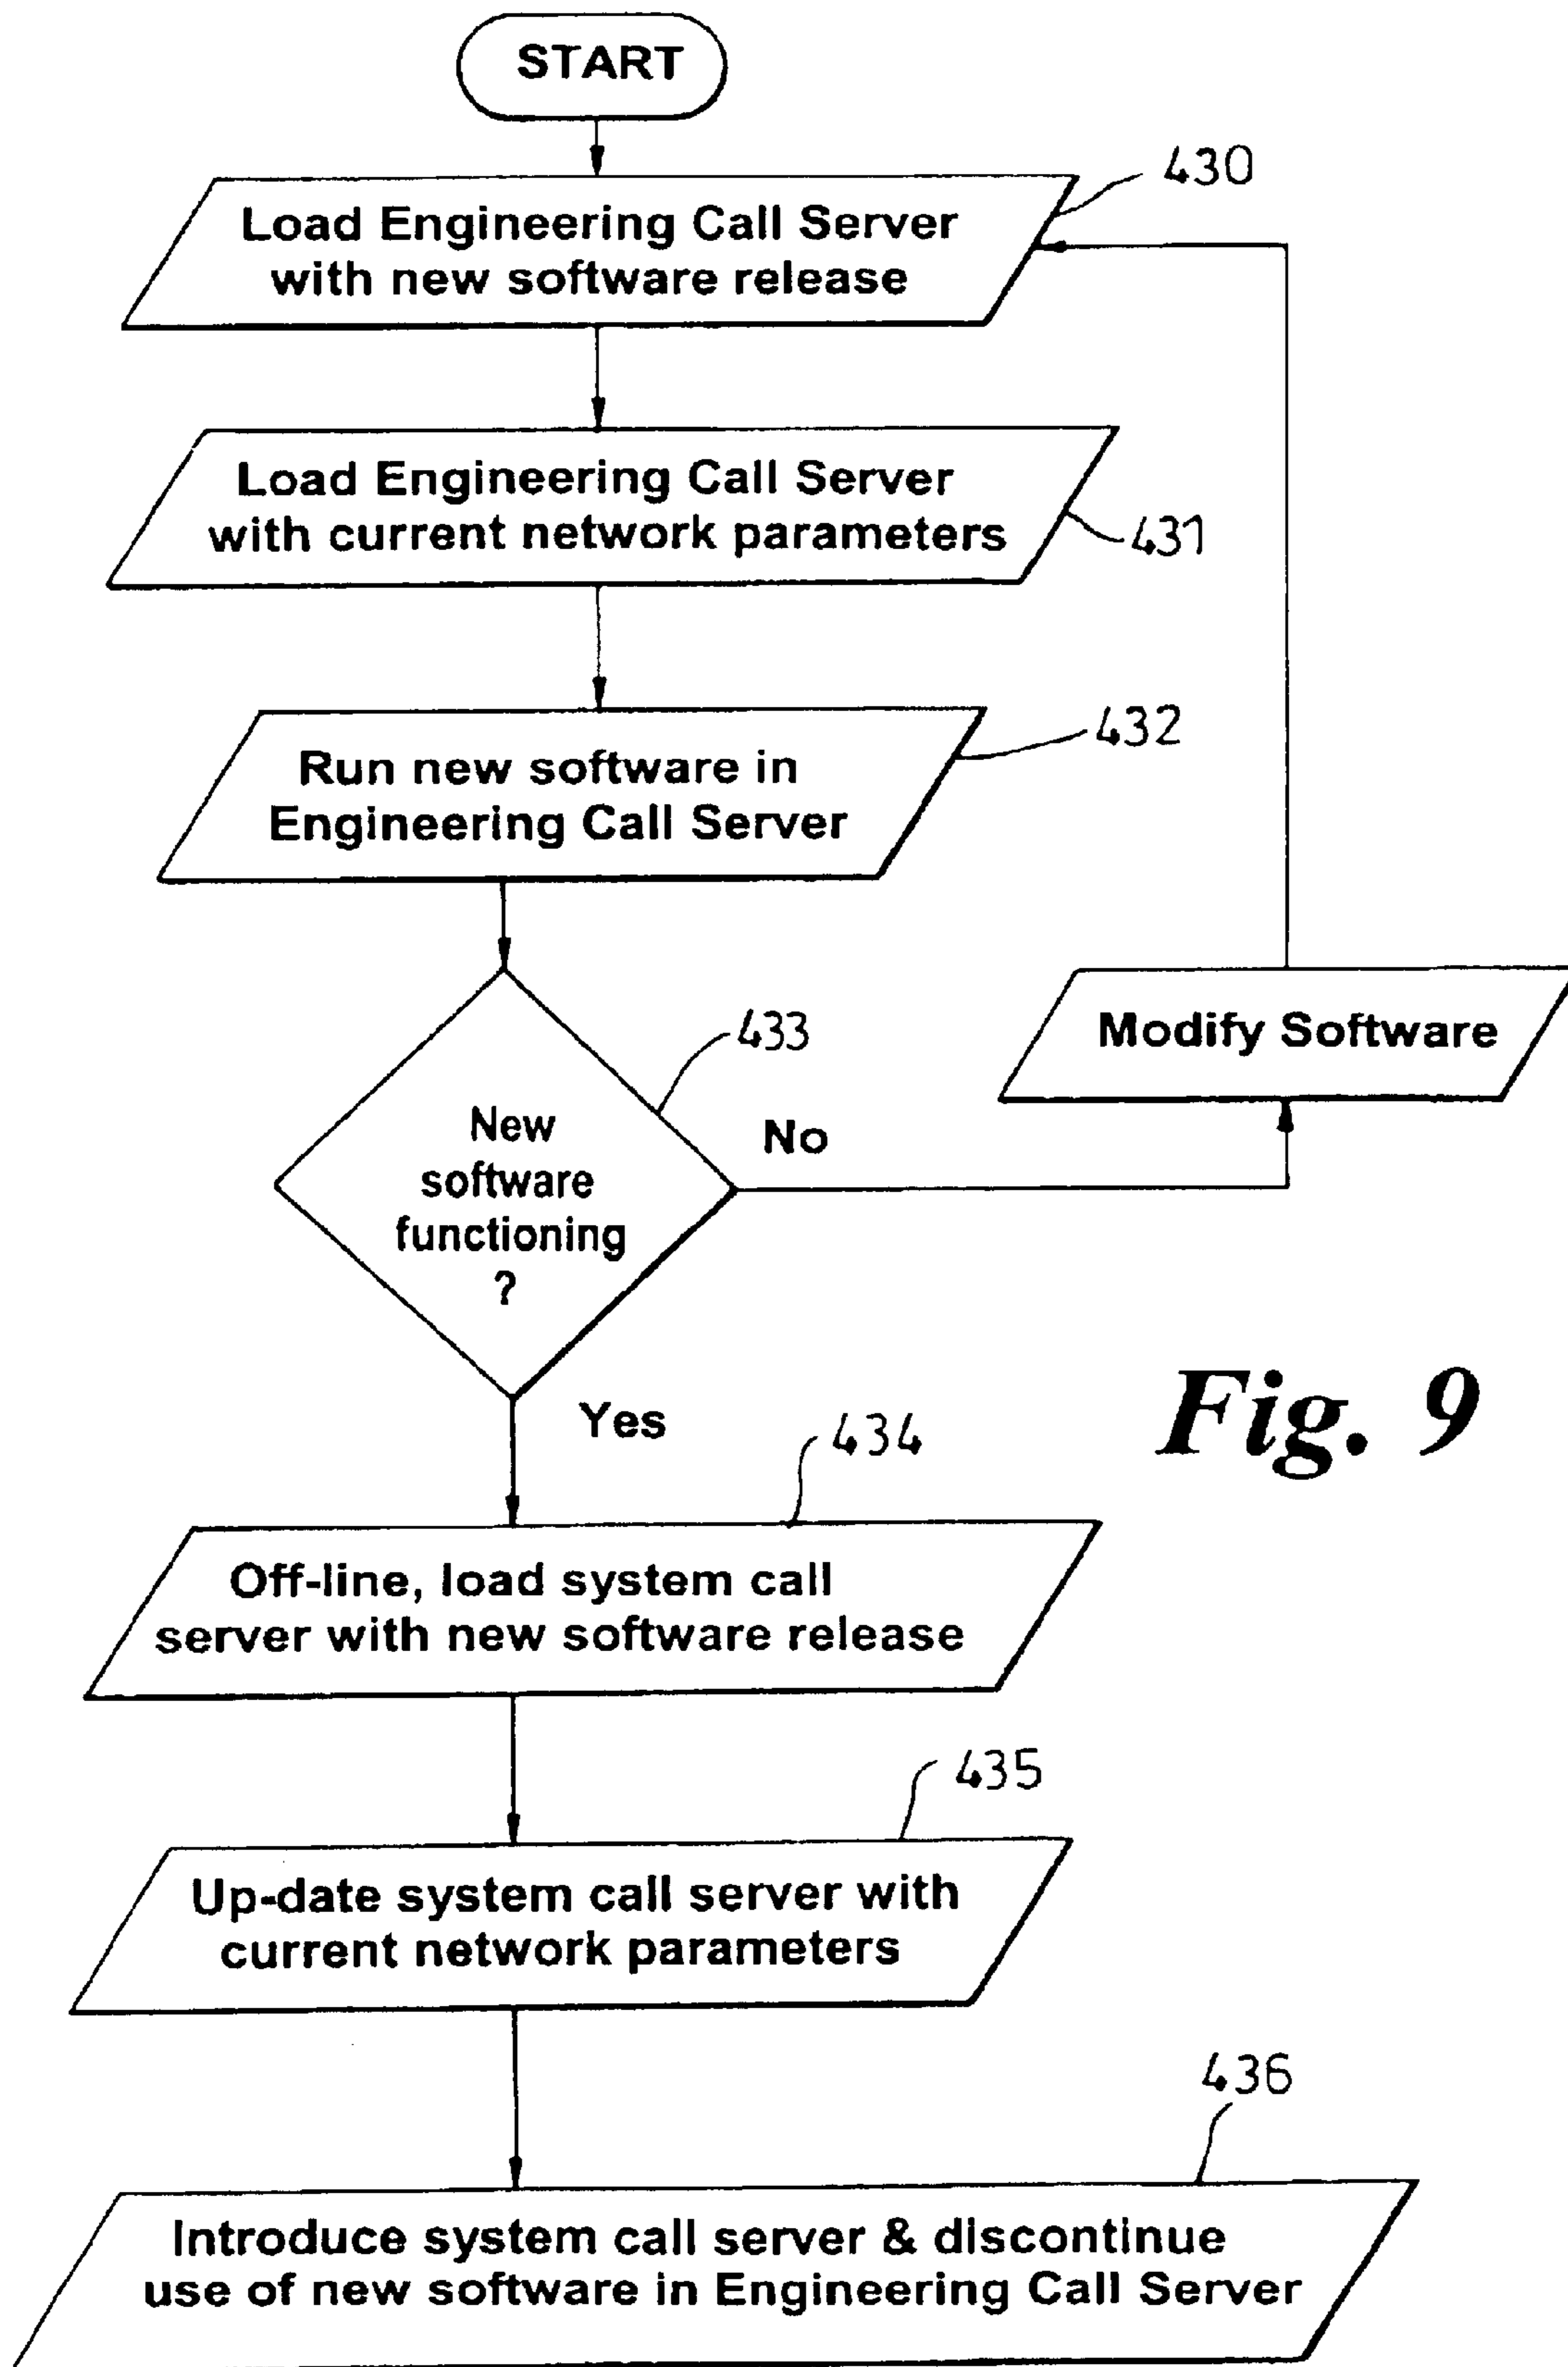 START
430
Load Engineering Call Server
with new software release
Load Engineering Call Server
with current network parameters
431
432
Run new software in
Engineering Call Server
Modify Software
433
New
software
functioning
?
No
Yes
Fig. 9
434
Off-line, load system call
server with new software release
435
Up-date system call server with
current network parameters
436
Introduce system call server & discontinue
use of new software in Engineering Call Server